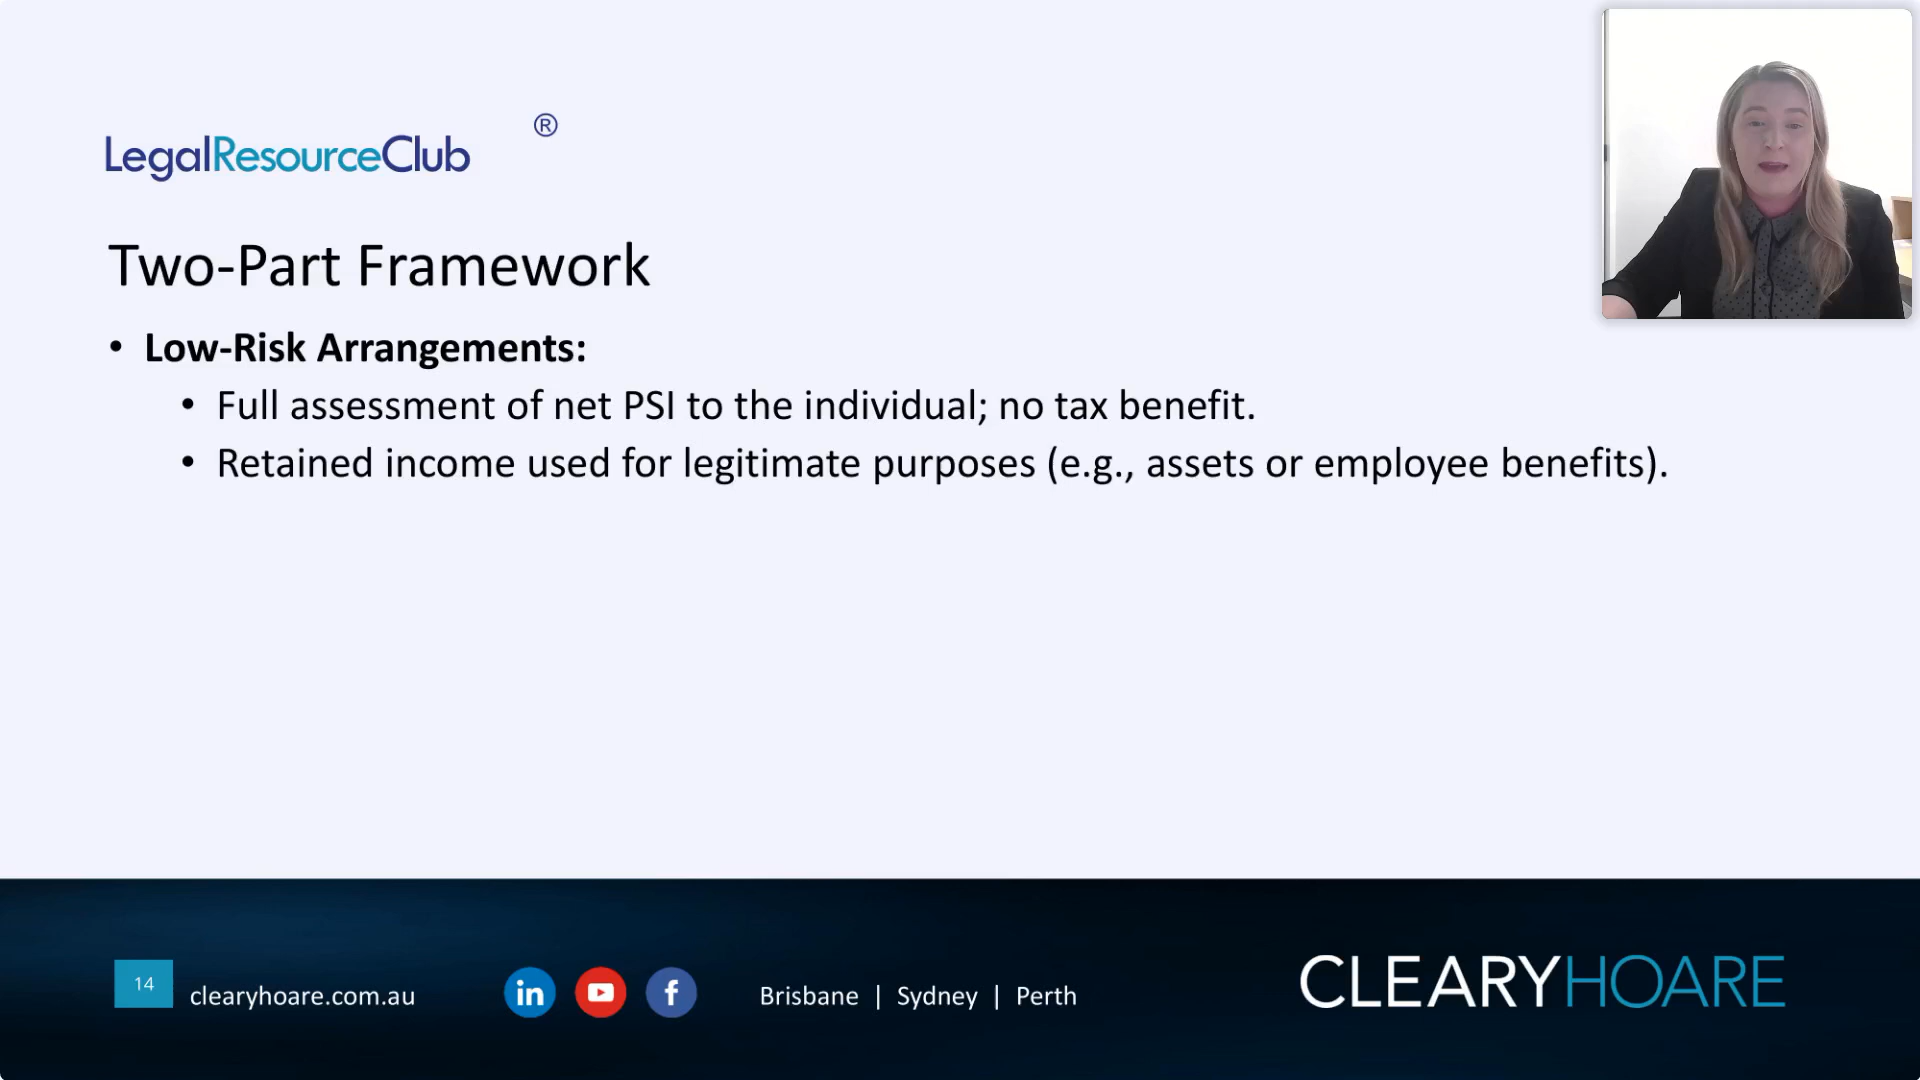 LegalResourceClub ®
Two-Part Framework
• Low-Risk Arrangements:
• Full assessment of net PSI to the individual; no tax benefit.
• Retained income used for legitimate purposes (e.g., assets or employee benefits).
14 clearyhoare.com.au in f Brisbane | Sydney | Perth CLEARYHOARE